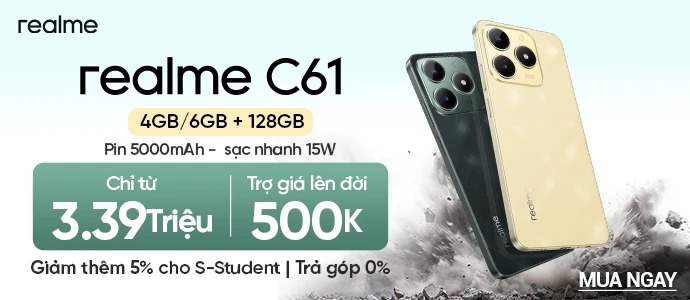 realme
realme C61
4GB/6GB + 128GB
Pin 5000mAh - sạc nhanh 15W
Chỉ từ
3.39Triệu
Trợ giá lên đời
500K
Giảm thêm 5% cho S-Student | Trả góp 0%
realme
realme
MUA NGAY